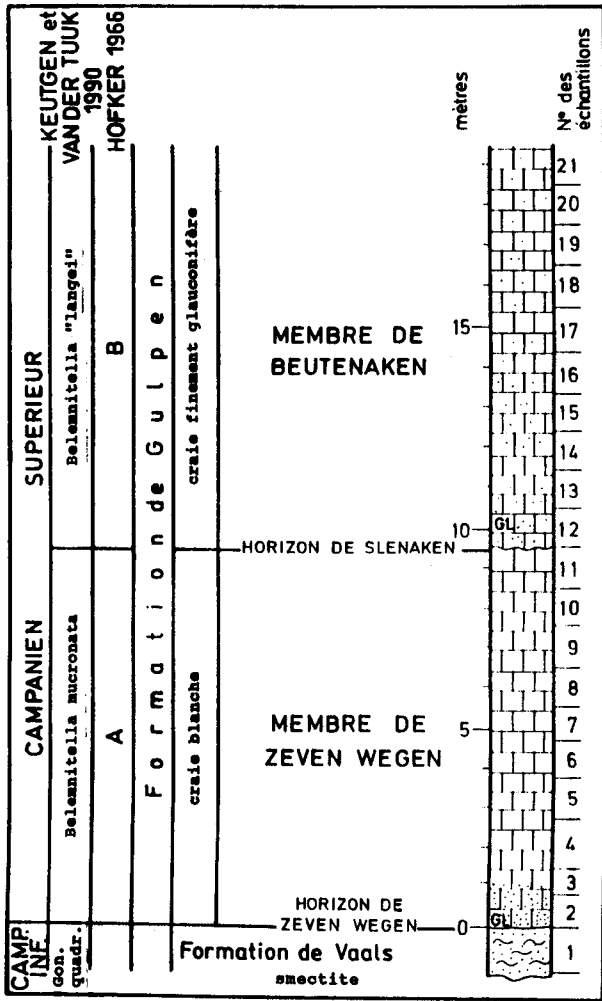 KEUTGEN et
VANDER TUUK
1990
HOFKER 1966
mètres
N° des
échantillons
SUPERIEUR
CAMPANIEN
CAMP.
INF.
Belemnitella "langei"
Belemnitella mucronata
Gon.
quadr.
B
A
Formation de Gulpen
craie finement glauconifère
craie blanche
MEMBRE DE
BEUTENAKEN
HORIZON DE SLENAKEN
MEMBRE DE
ZEVEN WEGEN
HORIZON DE
ZEVEN WEGEN
Formation de Vaals
smectite
15
10
5
0
GL
GL
21
20
19
18
17
16
15
14
13
12
11
10
9
8
7
6
5
4
3
2
1